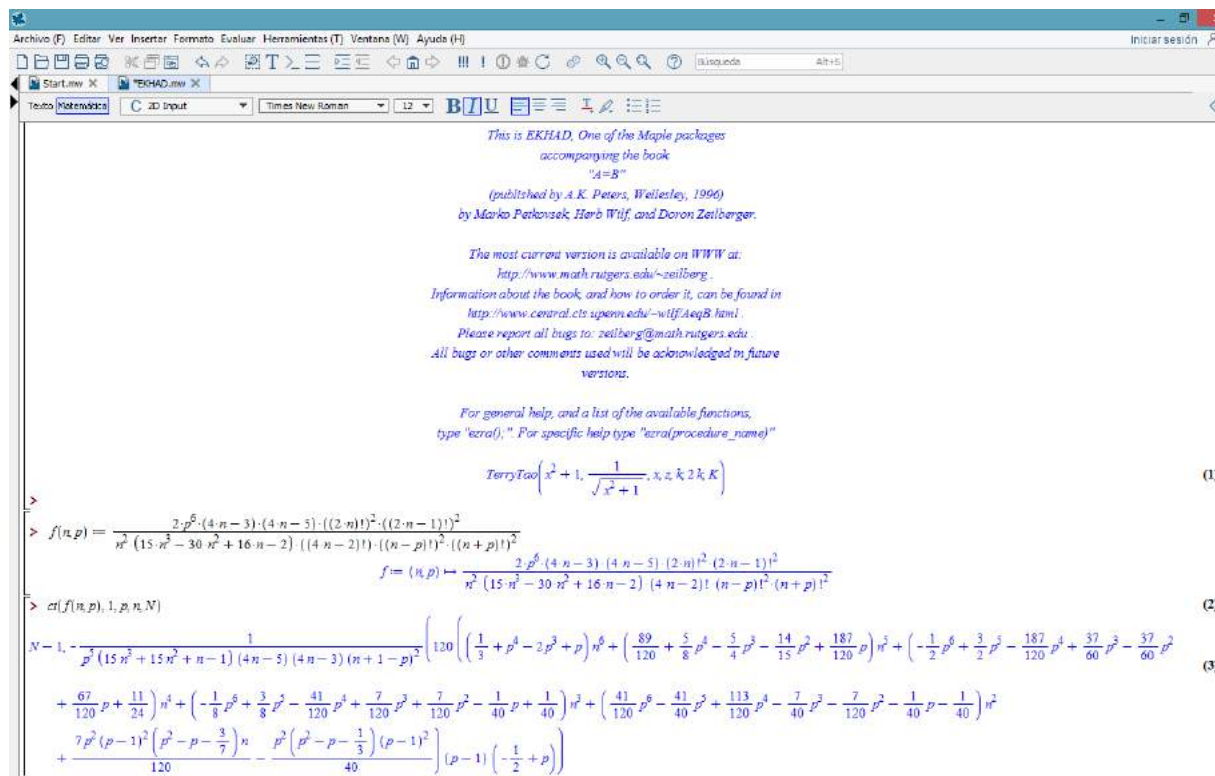 Archivo (F) Editar Ver Insertar Formato Evaluar Herramientas (T) Ventana (W) Ayuda (H) Iniciar sesión
Búsqueda Alt+S
Start.mw X *EKHAD.mw X
Texto Matemática C 2D Input Times New Roman 12 B I U
This is EKHAD, One of the Maple packages
accompanying the book
"A=B"
(published by A.K. Peters, Wellesley, 1996)
by Marko Petkovsek, Herb Wilf, and Doron Zeilberger.
The most current version is available on WWW at:
http://www.math.rutgers.edu/~zeilberg .
Information about the book, and how to order it, can be found in
http://www.central.cis.upenn.edu/~wilf/AeqB.html .
Please report all bugs to: zeilberg@math.rutgers.edu .
All bugs or other comments used will be acknowledged in future
versions.
For general help, and a list of the available functions,
type "ezra();". For specific help type "ezra(procedure_name)"
TerryTao(x^2 + 1, 1/√(x^2 + 1), x, z, k, 2 k, K) (1)
>
> f(n,p) := 2·p^6·(4·n − 3)·(4·n − 5)·((2·n)!)^2·((2·n − 1)!)^2 / n^2 (15·n^3 − 30·n^2 + 16·n − 2)·((4·n − 2)!)·((n − p)!)^2·((n + p)!)^2
f := (n, p) ↦ 2·p^6·(4·n − 3)·(4·n − 5)·(2·n)!^2·(2·n − 1)!^2 / n^2·(15·n^3 − 30·n^2 + 16·n − 2)·(4·n − 2)!·(n − p)!^2·(n + p)!^2 (2)
> ct(f(n,p), 1, p, n, N)
N − 1, − 1/(p^5 (15 n^3 + 15 n^2 + n − 1) (4 n − 5) (4 n − 3) (n + 1 − p)^2) (120 ((1/3 + p^4 − 2 p^3 + p) n^6 + (89/120 + 5/8 p^4 − 5/4 p^3 − 14/15 p^2 + 187/120 p) n^5 + (−1/2 p^6 + 3/2 p^5 − 187/120 p^4 + 37/60 p^3 − 37/60 p^2 (3)
+ 67/120 p + 11/24) n^4 + (−1/8 p^6 + 3/8 p^5 − 41/120 p^4 + 7/120 p^3 + 7/120 p^2 − 1/40 p + 1/40) n^3 + (41/120 p^6 − 41/40 p^5 + 113/120 p^4 − 7/40 p^3 − 7/120 p^2 − 1/40 p − 1/40) n^2
+ 7 p^2 (p − 1)^2 (p^2 − p − 3/7) n/120 − p^2 (p^2 − p − 1/3) (p − 1)^2/40) (p − 1) (−1/2 + p))